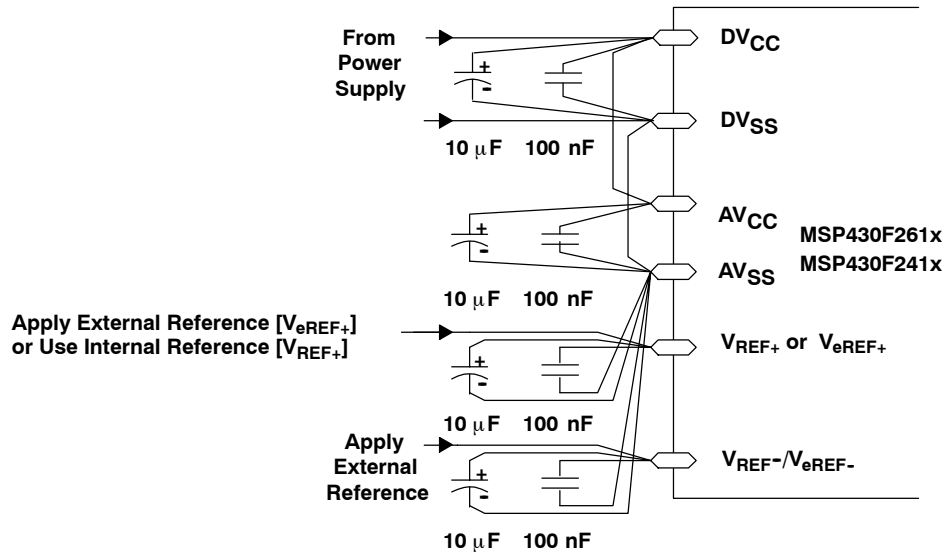 From
Power
Supply
DVCC
+
-
DVSS
10 μF 100 nF
AVCC
MSP430F261x
MSP430F241x
+
-
AVSS
10 μF 100 nF
Apply External Reference [VeREF+]
or Use Internal Reference [VREF+]
VREF+ or VeREF+
+
-
10 μF 100 nF
Apply
External
Reference
VREF-/VeREF-
+
-
10 μF 100 nF